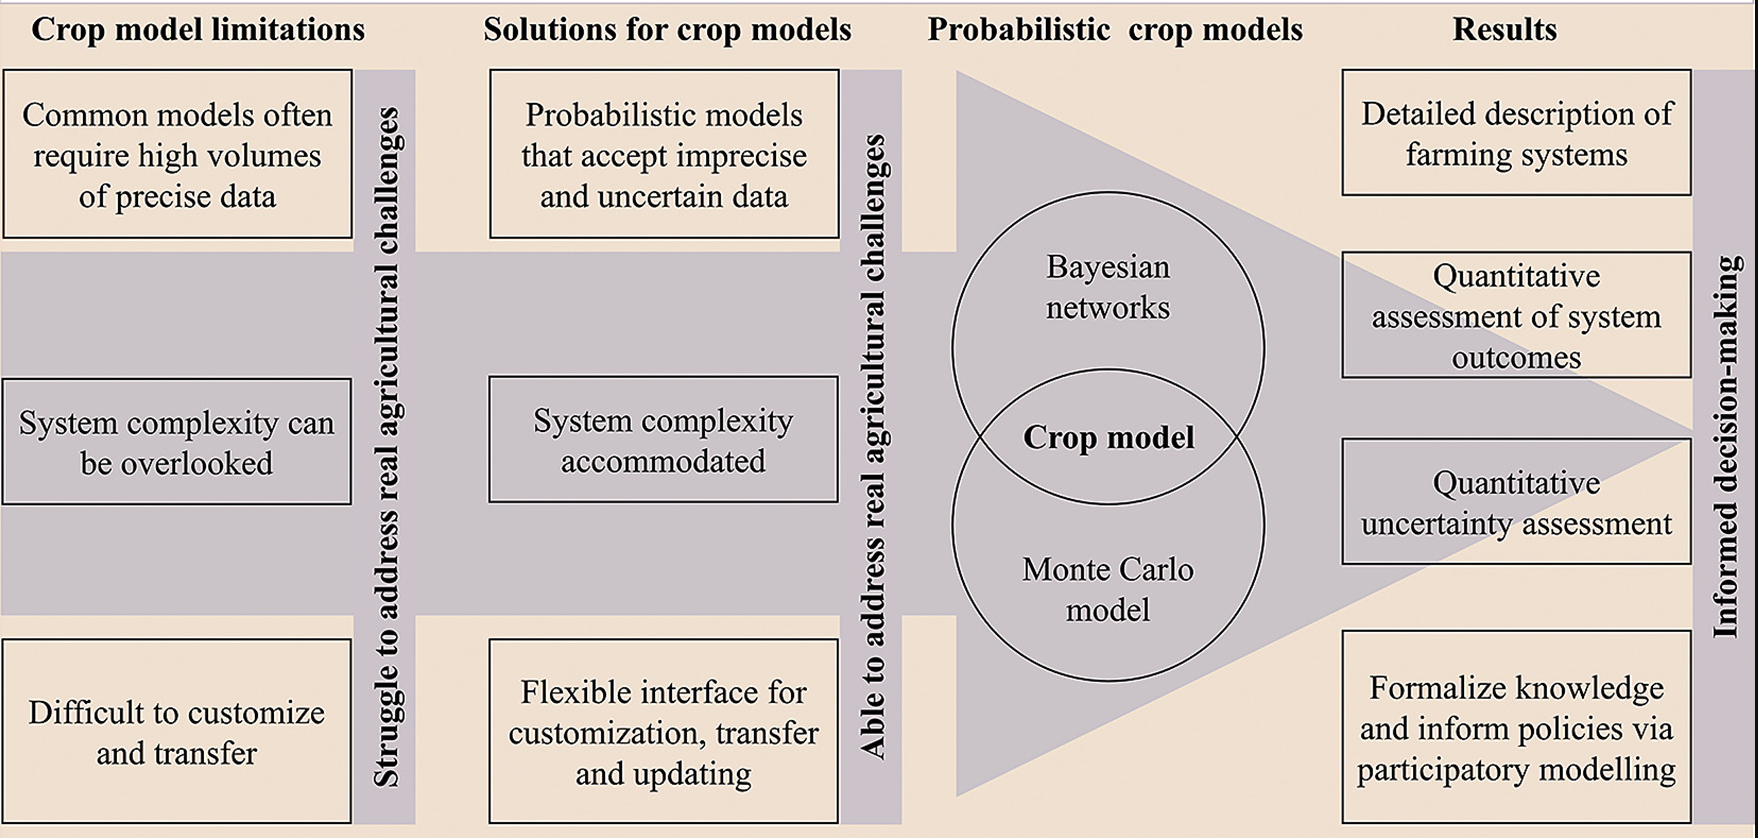 Crop model limitations
Common models often
require high volumes
of precise data
System complexity can
be overlooked
Difficult to customize
and transfer
Struggle to address real agricultural challenges
Solutions for crop models
Probabilistic models
that accept imprecise
and uncertain data
System complexity
accommodated
Flexible interface for
customization, transfer
and updating
Able to address real agricultural challenges
Probabilistic crop models
Bayesian
networks
Crop model
Monte Carlo
model
Results
Detailed description of
farming systems
Quantitative
assessment of system
outcomes
Quantitative
uncertainty assessment
Formalize knowledge
and inform policies via
participatory modelling
Informed decision-making